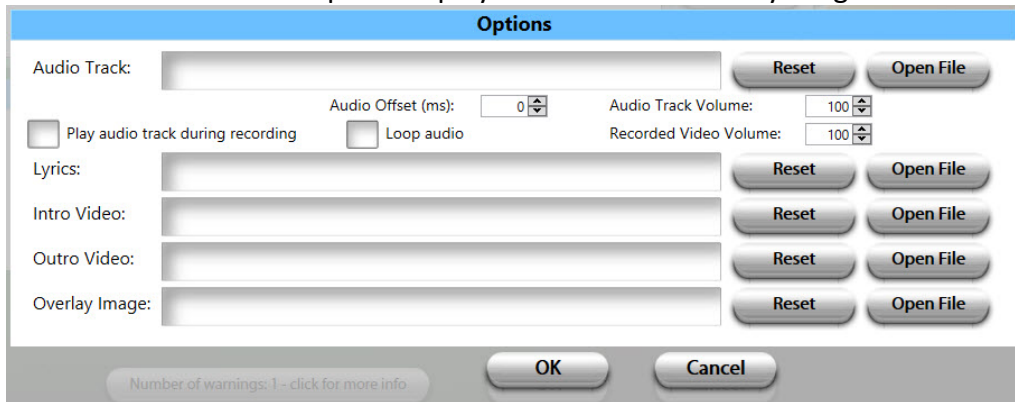 Options
Audio Track: Reset Open File
Audio Offset (ms): 0 Audio Track Volume: 100
Play audio track during recording Loop audio Recorded Video Volume: 100
Lyrics: Reset Open File
Intro Video: Reset Open File
Outro Video: Reset Open File
Overlay Image: Reset Open File
OK Cancel
Number of warnings: 1 - click for more info